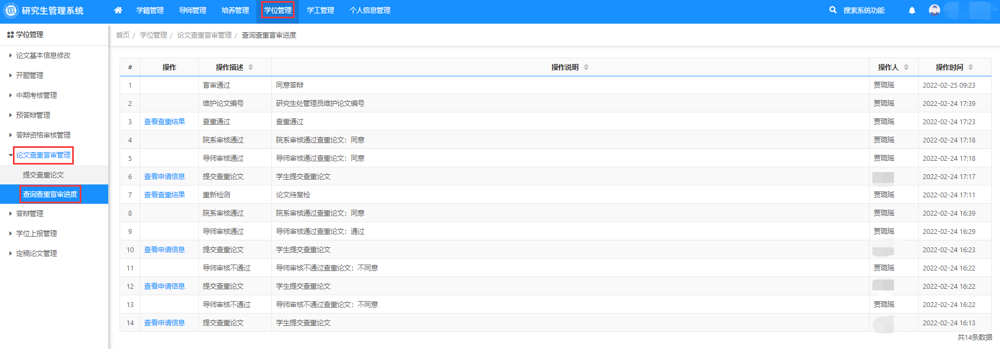 研究生管理系统 学籍管理 导师管理 培养管理 学位管理 学工管理 个人信息管理 搜索系统功能
学位管理
论文基本信息修改
开题管理
中期考核管理
预答辩管理
答辩资格审核管理
论文查重盲审管理
提交查重论文
查询查重盲审进度
答辩管理
学位上报管理
定稿论文管理
首页 / 学位管理 / 论文查重盲审管理 / 查询查重盲审进度
# 操作 操作描述 操作说明 操作人 操作时间
1 盲审通过 同意答辩 贾璐瑶 2022-02-25 09:23
2 维护论文编号 研究生处管理员维护论文编号 贾璐瑶 2022-02-24 17:39
3 查看查重结果 查重通过 查重通过 贾璐瑶 2022-02-24 17:23
4 院系审核通过 院系审核通过查重论文：同意 贾璐瑶 2022-02-24 17:18
5 导师审核通过 导师审核通过查重论文：同意 贾璐瑶 2022-02-24 17:18
6 查看申请信息 提交查重论文 学生提交查重论文 2022-02-24 17:17
7 查看查重结果 重新检测 论文待复检 贾璐瑶 2022-02-24 17:11
8 院系审核通过 院系审核通过查重论文：同意 贾璐瑶 2022-02-24 16:39
9 导师审核通过 导师审核通过查重论文：通过 贾璐瑶 2022-02-24 16:29
10 查看申请信息 提交查重论文 学生提交查重论文 2022-02-24 16:23
11 导师审核不通过 导师审核不通过查重论文：不同意 贾璐瑶 2022-02-24 16:22
12 查看申请信息 提交查重论文 学生提交查重论文 2022-02-24 16:22
13 导师审核不通过 导师审核不通过查重论文：不同意 贾璐瑶 2022-02-24 16:22
14 查看申请信息 提交查重论文 学生提交查重论文 2022-02-24 16:13
共14条数据